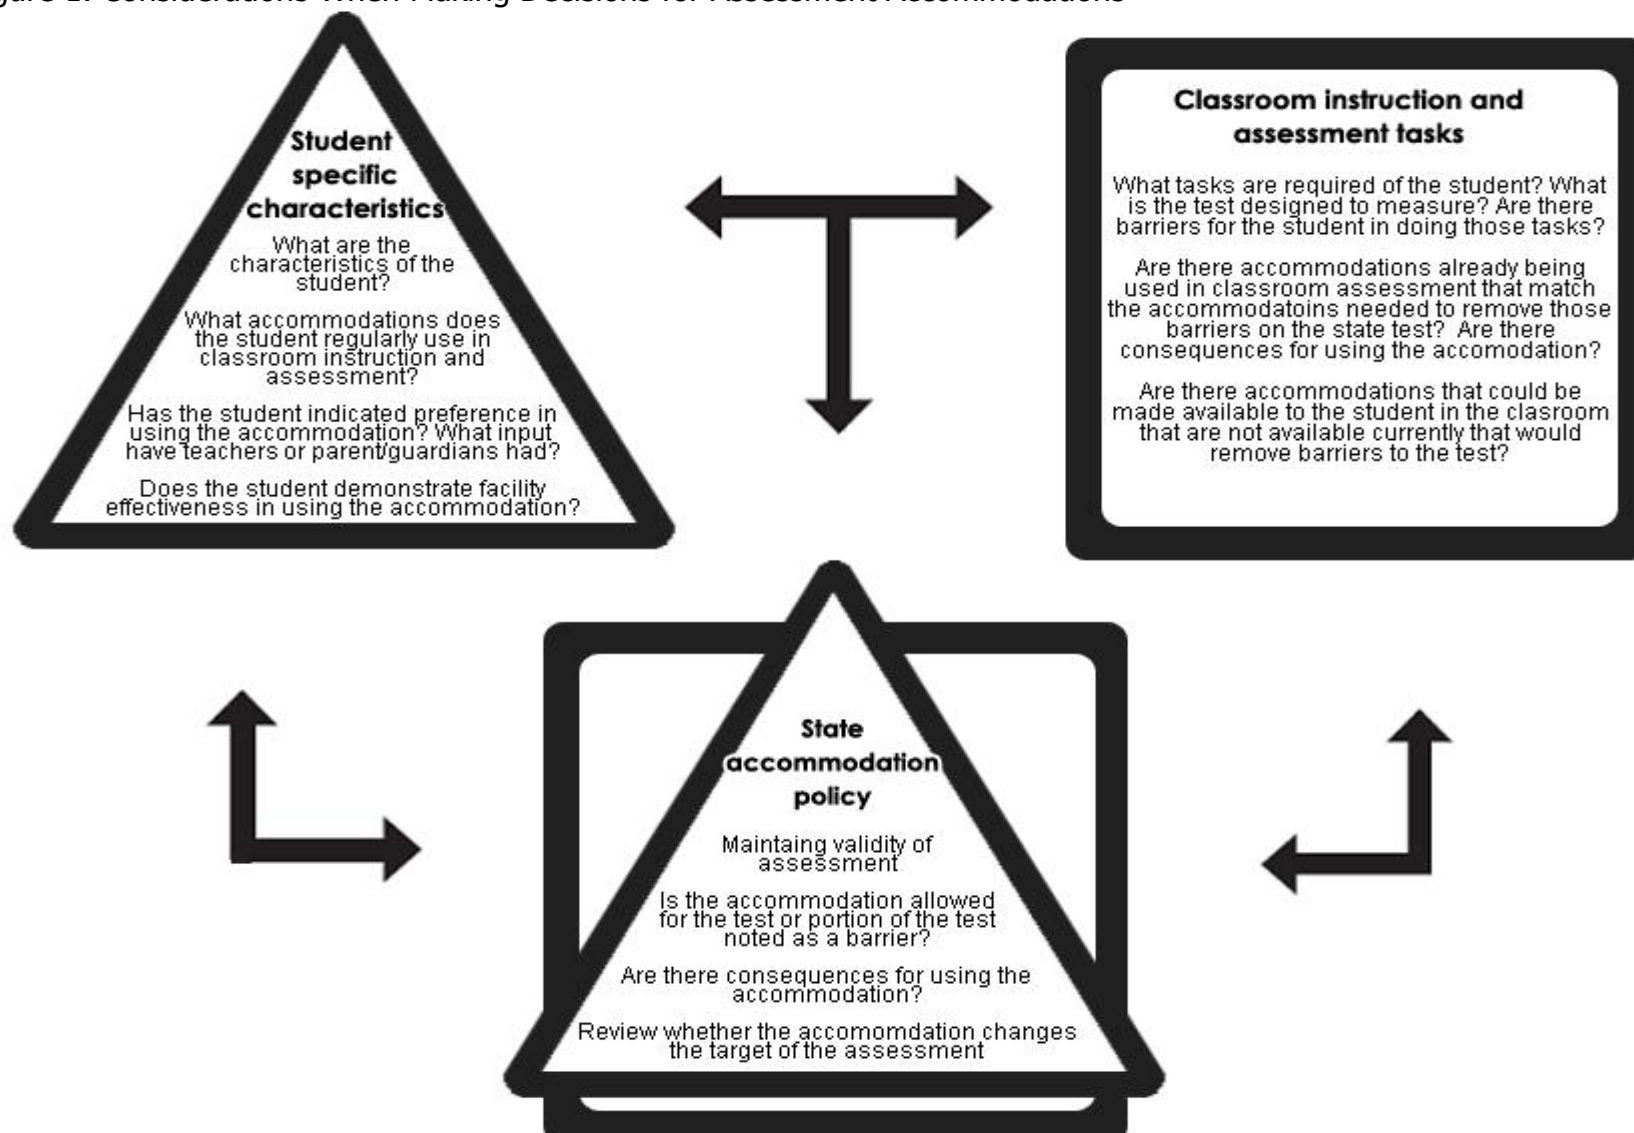 Figure 1. Considerations When Making Decisions for Assessment Accommodations
Student
specific
characteristics
What are the
characteristics of the
student?
What accommodations does
the student regularly use in
classroom instruction and
assessment?
Has the student indicated preference in
using the accommodation? What input
have teachers or parent/guardians had?
Does the student demonstrate facility
effectiveness in using the accommodation?
Classroom instruction and
assessment tasks
What tasks are required of the student? What
is the test designed to measure? Are there
barriers for the student in doing those tasks?
Are there accommodations already being
used in classroom assessment that match
the accommodatoins needed to remove those
barriers on the state test? Are there
consequences for using the accomodation?
Are there accommodations that could be
made available to the student in the clasroom
that are not available currently that would
remove barriers to the test?
State
accommodation
policy
Maintaing validity of
assessment
Is the accommodation allowed
for the test or portion of the test
noted as a barrier?
Are there consequences for using the
accommodation?
Review whether the accomomdation changes
the target of the assessment